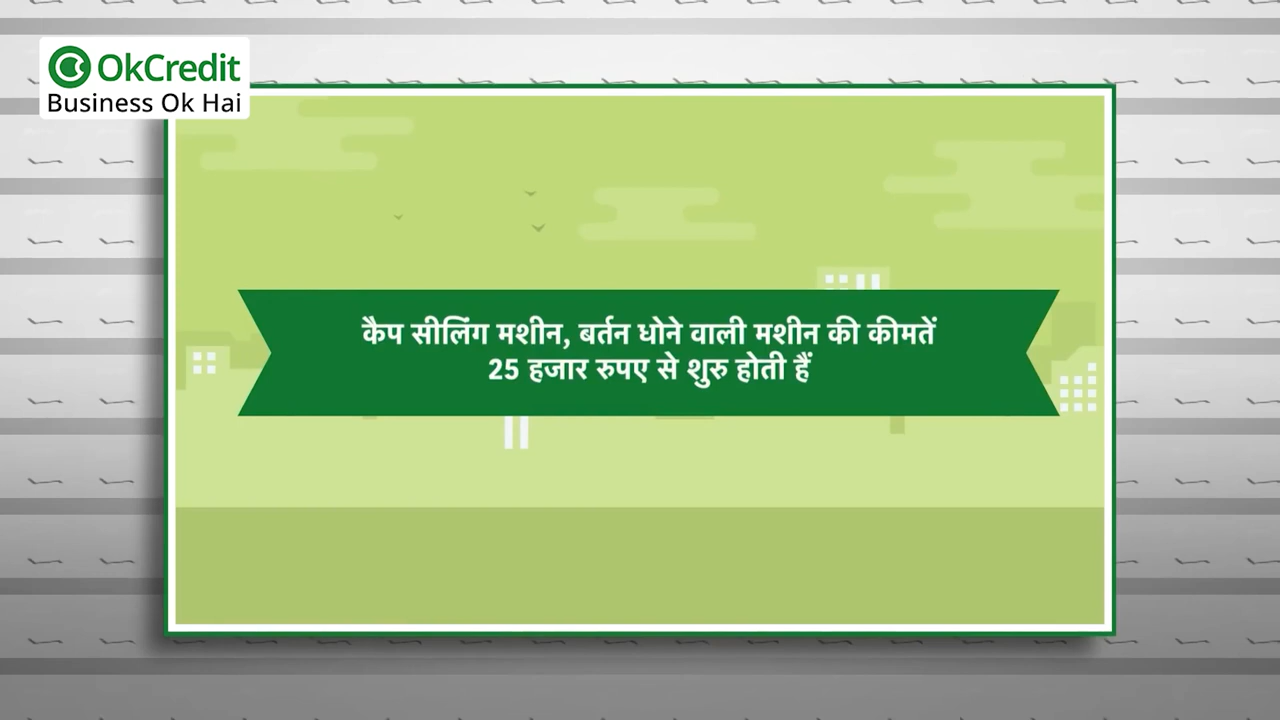 OkCredit
Business Ok Hai
कैप सीलिंग मशीन, बर्तन धोने वाली मशीन की कीमतें
25 हजार रुपए से शुरु होती हैं